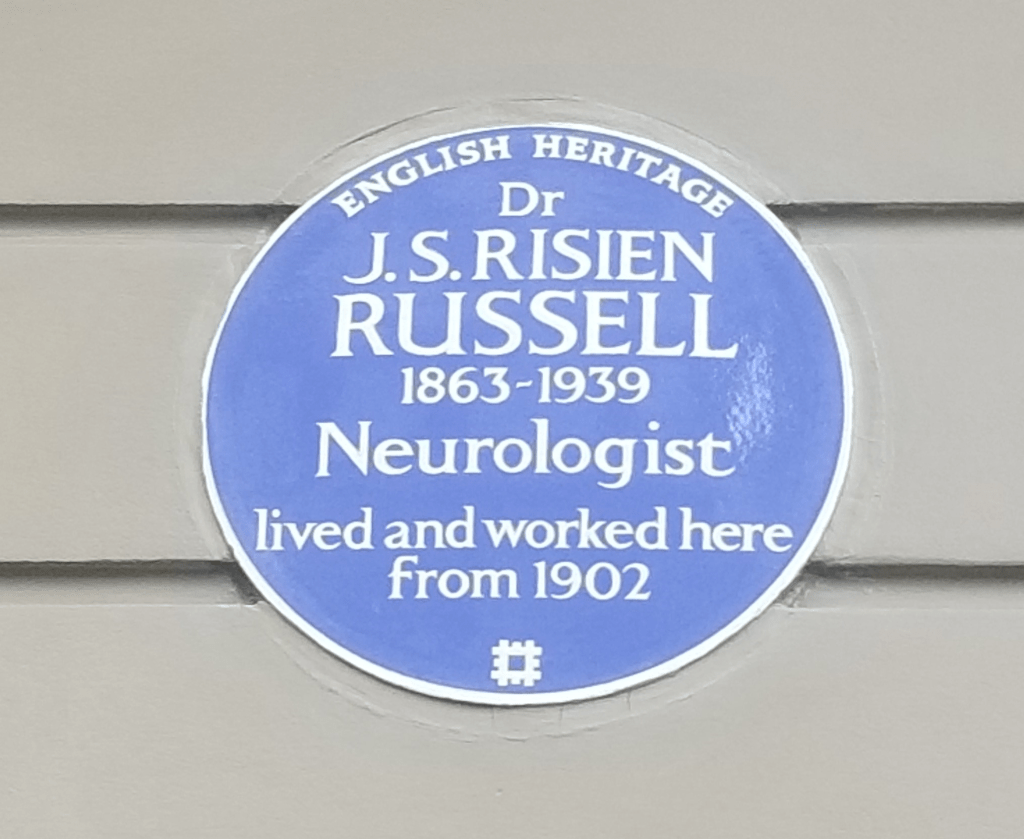 ENGLISH HERITAGE
Dr
J. S. RISIEN
RUSSELL
1863-1939
Neurologist
lived and worked here
from 1902